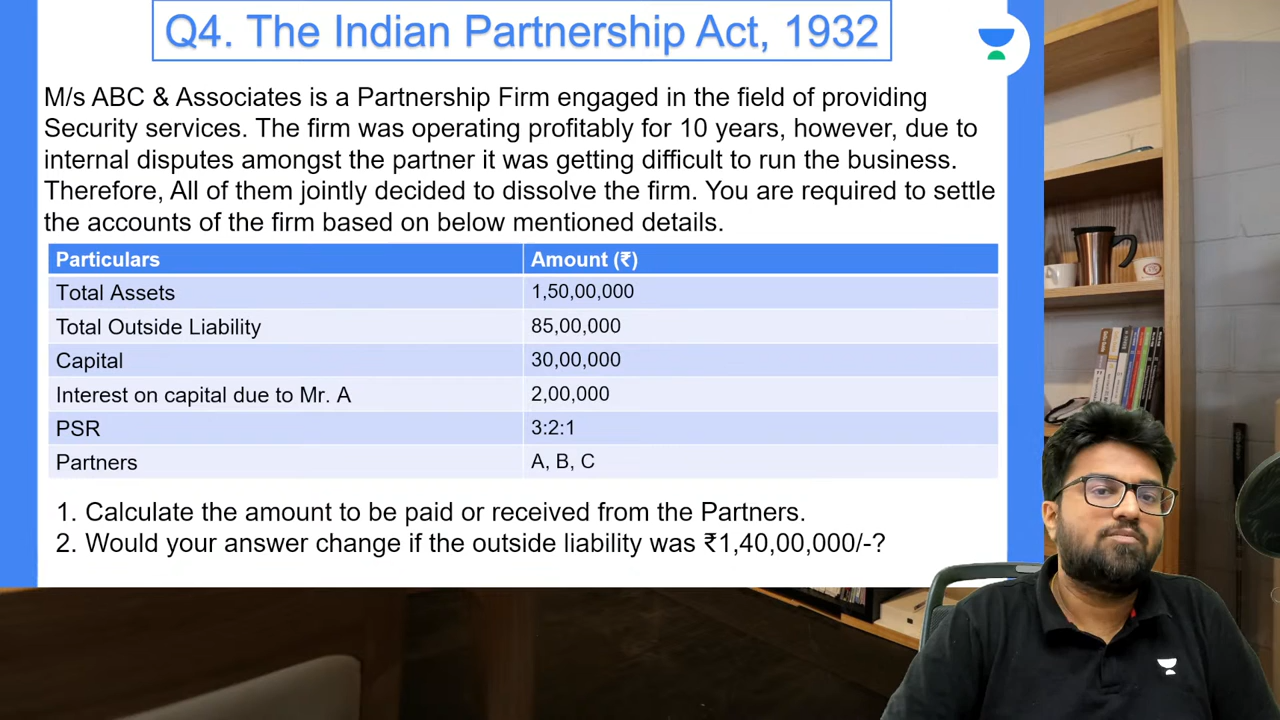 Q4. The Indian Partnership Act, 1932
M/s ABC & Associates is a Partnership Firm engaged in the field of providing
Security services. The firm was operating profitably for 10 years, however, due to
internal disputes amongst the partner it was getting difficult to run the business.
Therefore, All of them jointly decided to dissolve the firm. You are required to settle
the accounts of the firm based on below mentioned details.
Particulars Amount (₹)
Total Assets 1,50,00,000
Total Outside Liability 85,00,000
Capital 30,00,000
Interest on capital due to Mr. A 2,00,000
PSR 3:2:1
Partners A, B, C
1. Calculate the amount to be paid or received from the Partners.
2. Would your answer change if the outside liability was ₹1,40,00,000/-?